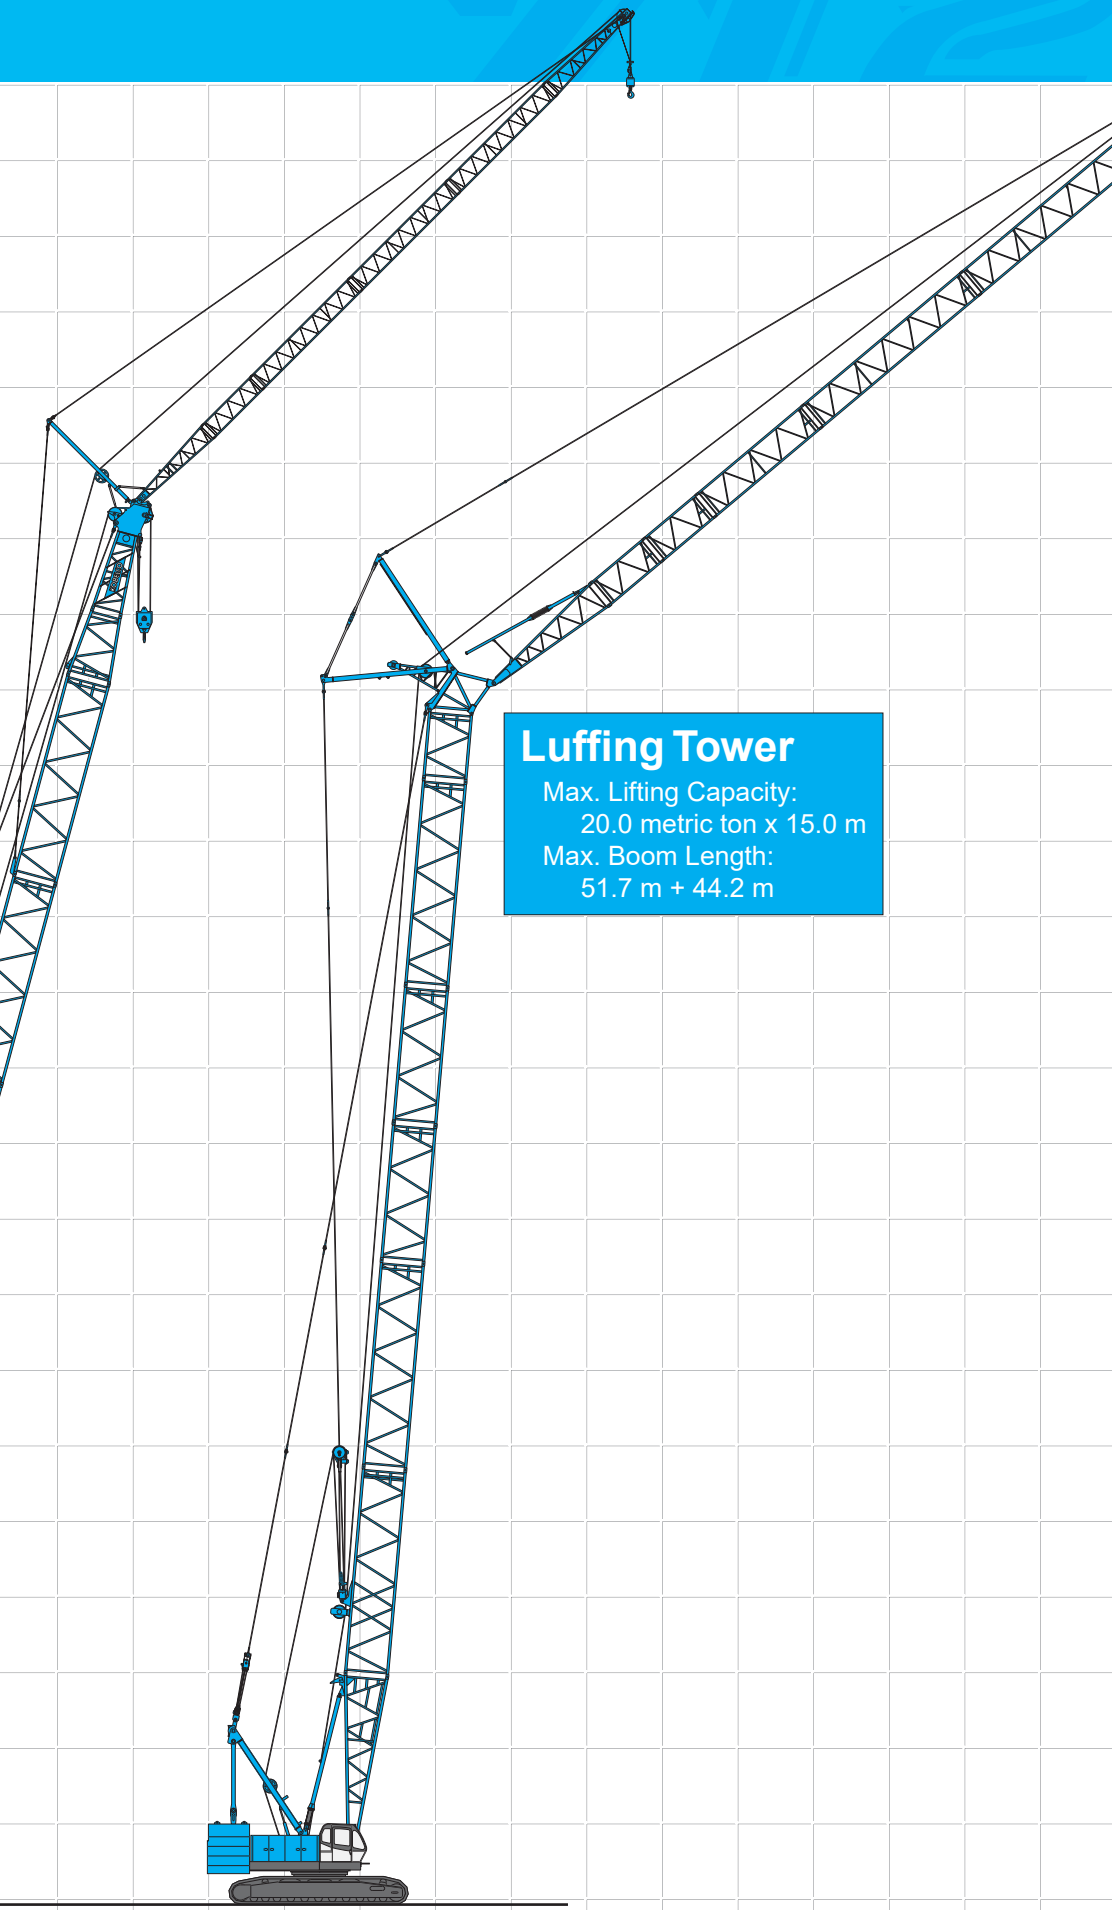 Luffing Tower
Max. Lifting Capacity:
20.0 metric ton x 15.0 m
Max. Boom Length:
51.7 m + 44.2 m